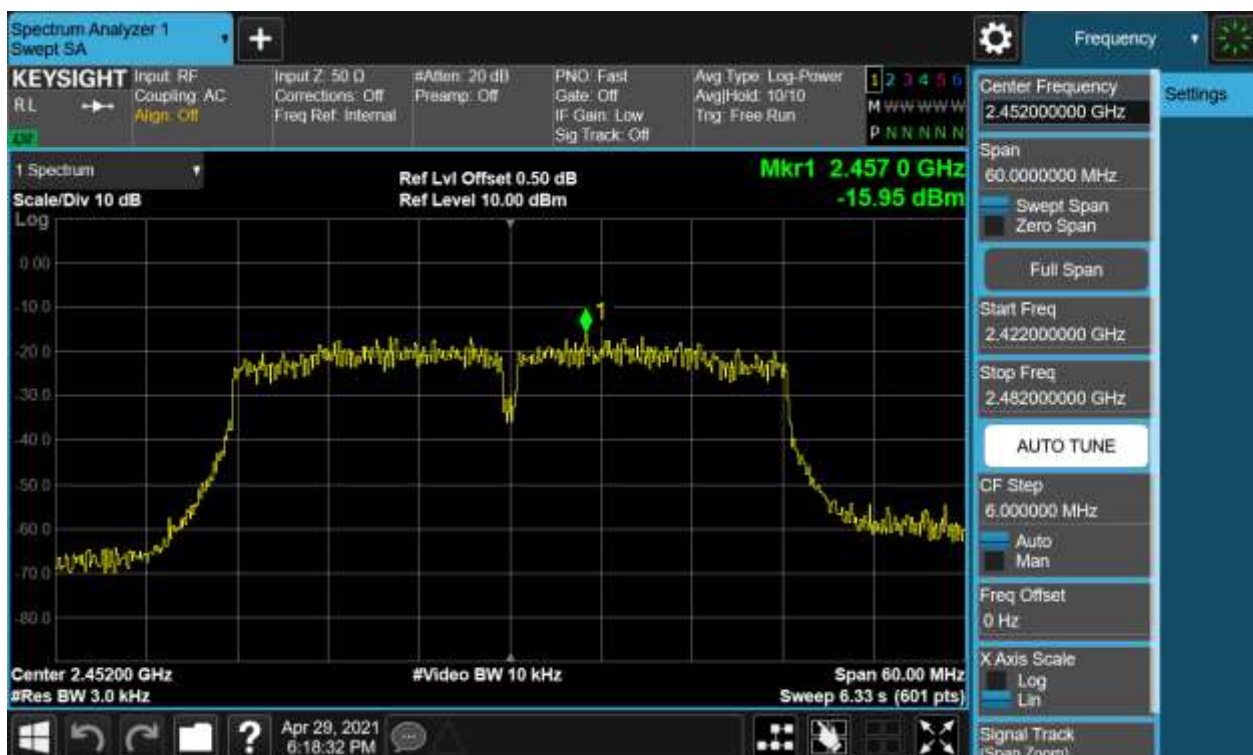 Spectrum Analyzer 1
Swept SA
+
Frequency
KEYSIGHT
RL
Input: RF
Coupling: AC
Align: Off
Input Z: 50 Ω
Corrections: Off
Freq Ref: Internal
#Atten: 20 dB
Preamp: Off
PNO: Fast
Gate: Off
IF Gain: Low
Sig Track: Off
Avg Type: Log-Power
Avg|Hold: 10/10
Trig: Free Run
1 2 3 4 5 6
M W W W W W
P N N N N N
1 Spectrum
Scale/Div 10 dB
Log
Ref Lvl Offset 0.50 dB
Ref Level 10.00 dBm
Mkr1 2.457 0 GHz
-15.95 dBm
0.00
-10.0
-20.0
-30.0
-40.0
-50.0
-60.0
-70.0
-80.0
1
Center 2.45200 GHz
#Res BW 3.0 kHz
#Video BW 10 kHz
Span 60.00 MHz
Sweep 6.33 s (601 pts)
Center Frequency
2.452000000 GHz
Settings
Span
60.0000000 MHz
Swept Span
Zero Span
Full Span
Start Freq
2.422000000 GHz
Stop Freq
2.482000000 GHz
AUTO TUNE
CF Step
6.000000 MHz
Auto
Man
Freq Offset
0 Hz
X Axis Scale
Log
Lin
Signal Track
(Span Zoom)
?
Apr 29, 2021
6:18:32 PM